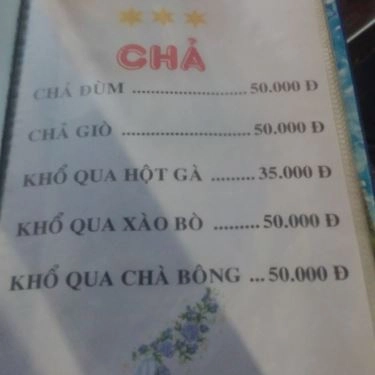 CHẢ
CHẢ ĐÙM ........................ 50.000 Đ
CHẢ GIÒ ........................... 50.000 Đ
KHỔ QUA HỘT GÀ ......... 35.000 Đ
KHỔ QUA XÀO BÒ ......... 50.000 Đ
KHỔ QUA CHÀ BÔNG ... 50.000 Đ